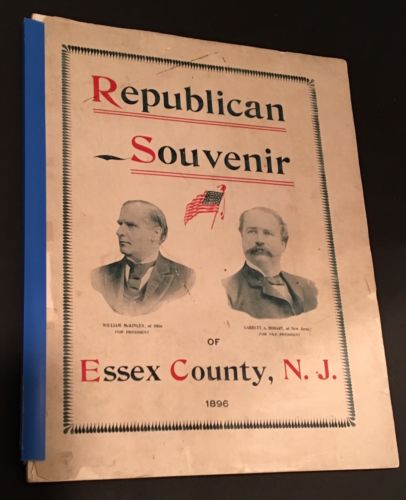 Republican
Souvenir
WILLIAM McKINLEY, of Ohio
FOR PRESIDENT
GARRETT A. HOBART, of New Jersey
FOR VICE PRESIDENT
OF
Essex County, N. J.
1896